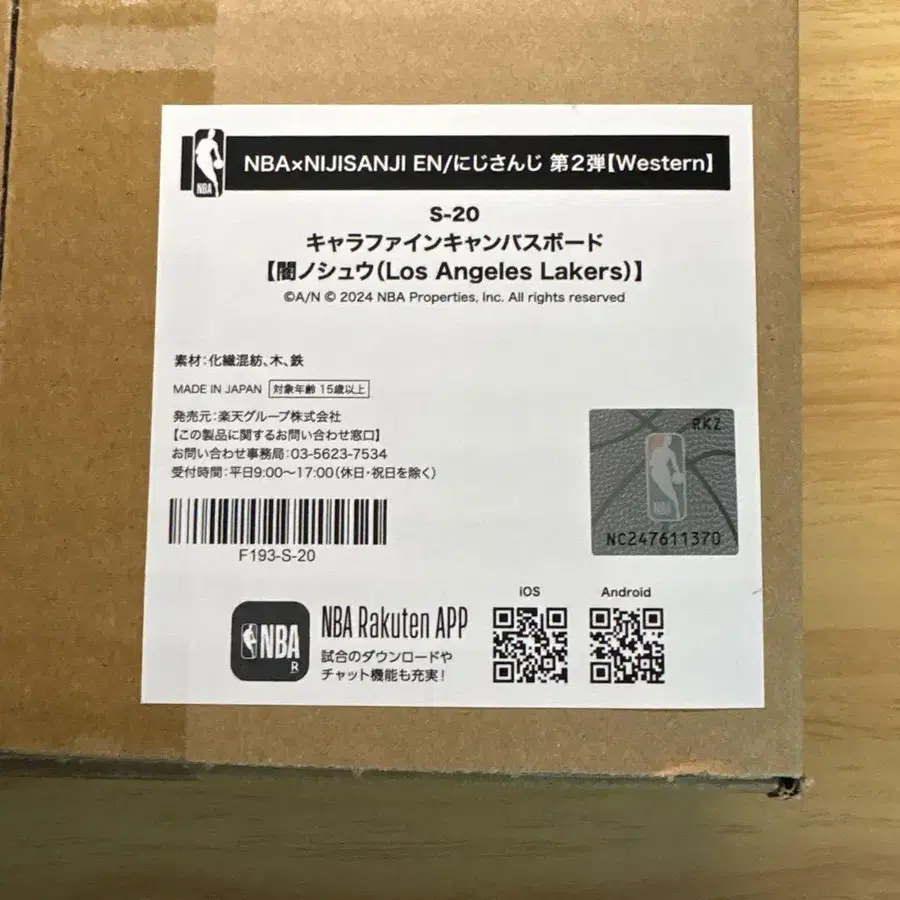 NBA
NBA×NIJISANJI EN/にじさんじ 第2弾【Western】
S-20
キャラファインキャンバスボード
【闇ノシュウ(Los Angeles Lakers)】
©A/N © 2024 NBA Properties, Inc. All rights reserved
素材:化繊混紡、木、鉄
MADE IN JAPAN 対象年齢 15歳以上
発売元:楽天グループ株式会社
【この製品に関するお問い合わせ窓口】
お問い合わせ事務局:03-5623-7534
受付時間:平日9:00〜17:00(休日・祝日を除く)
F193-S-20
RKZ
NBA
NC247611370
NBA
R
NBA Rakuten APP
試合のダウンロードや
チャット機能も充実!
iOS
Android